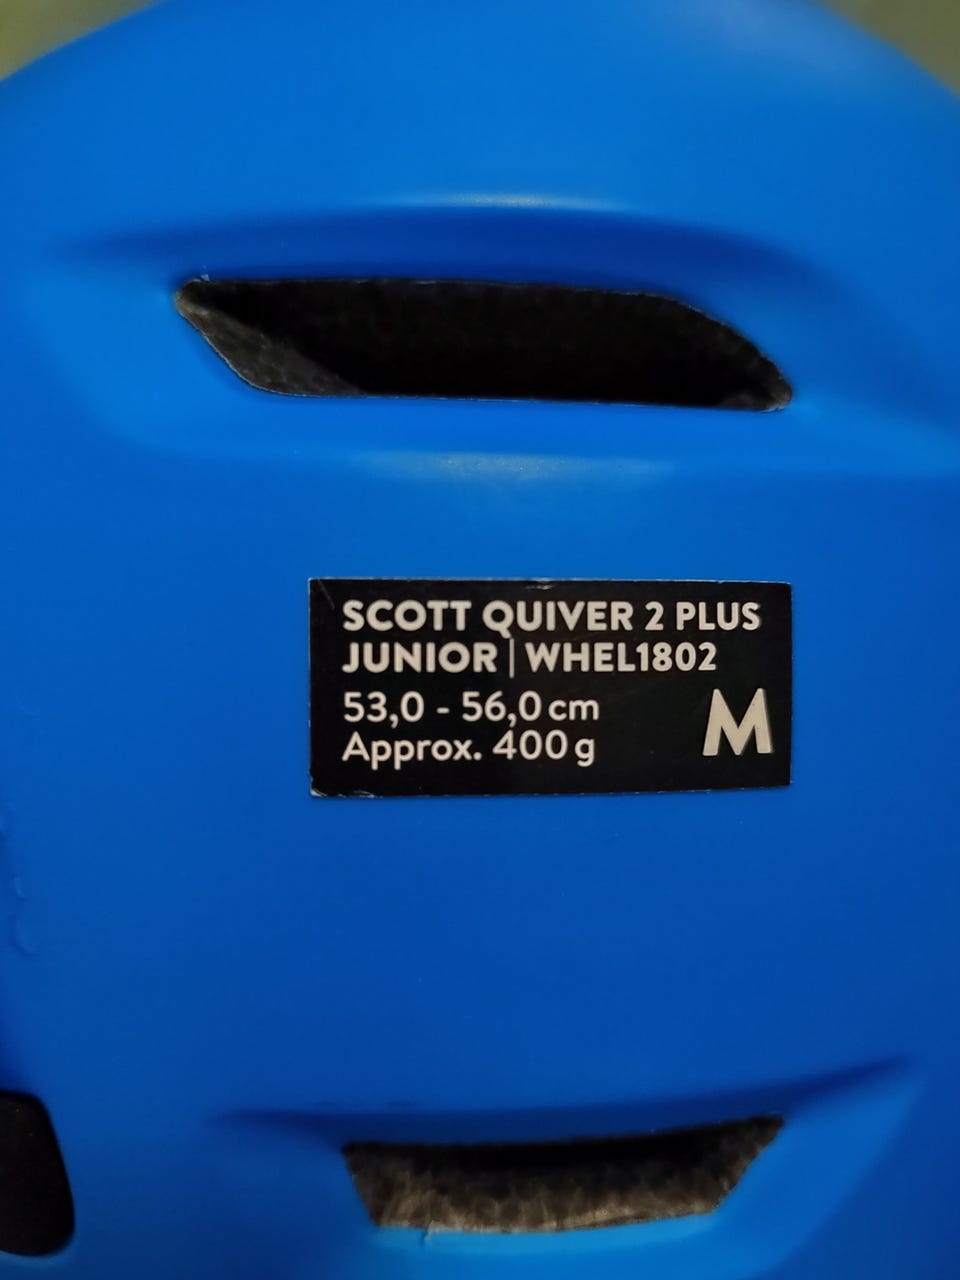 SCOTT QUIVER 2 PLUS
JUNIOR | WHEL1802
53,0 - 56,0 cm
Approx. 400 g
M